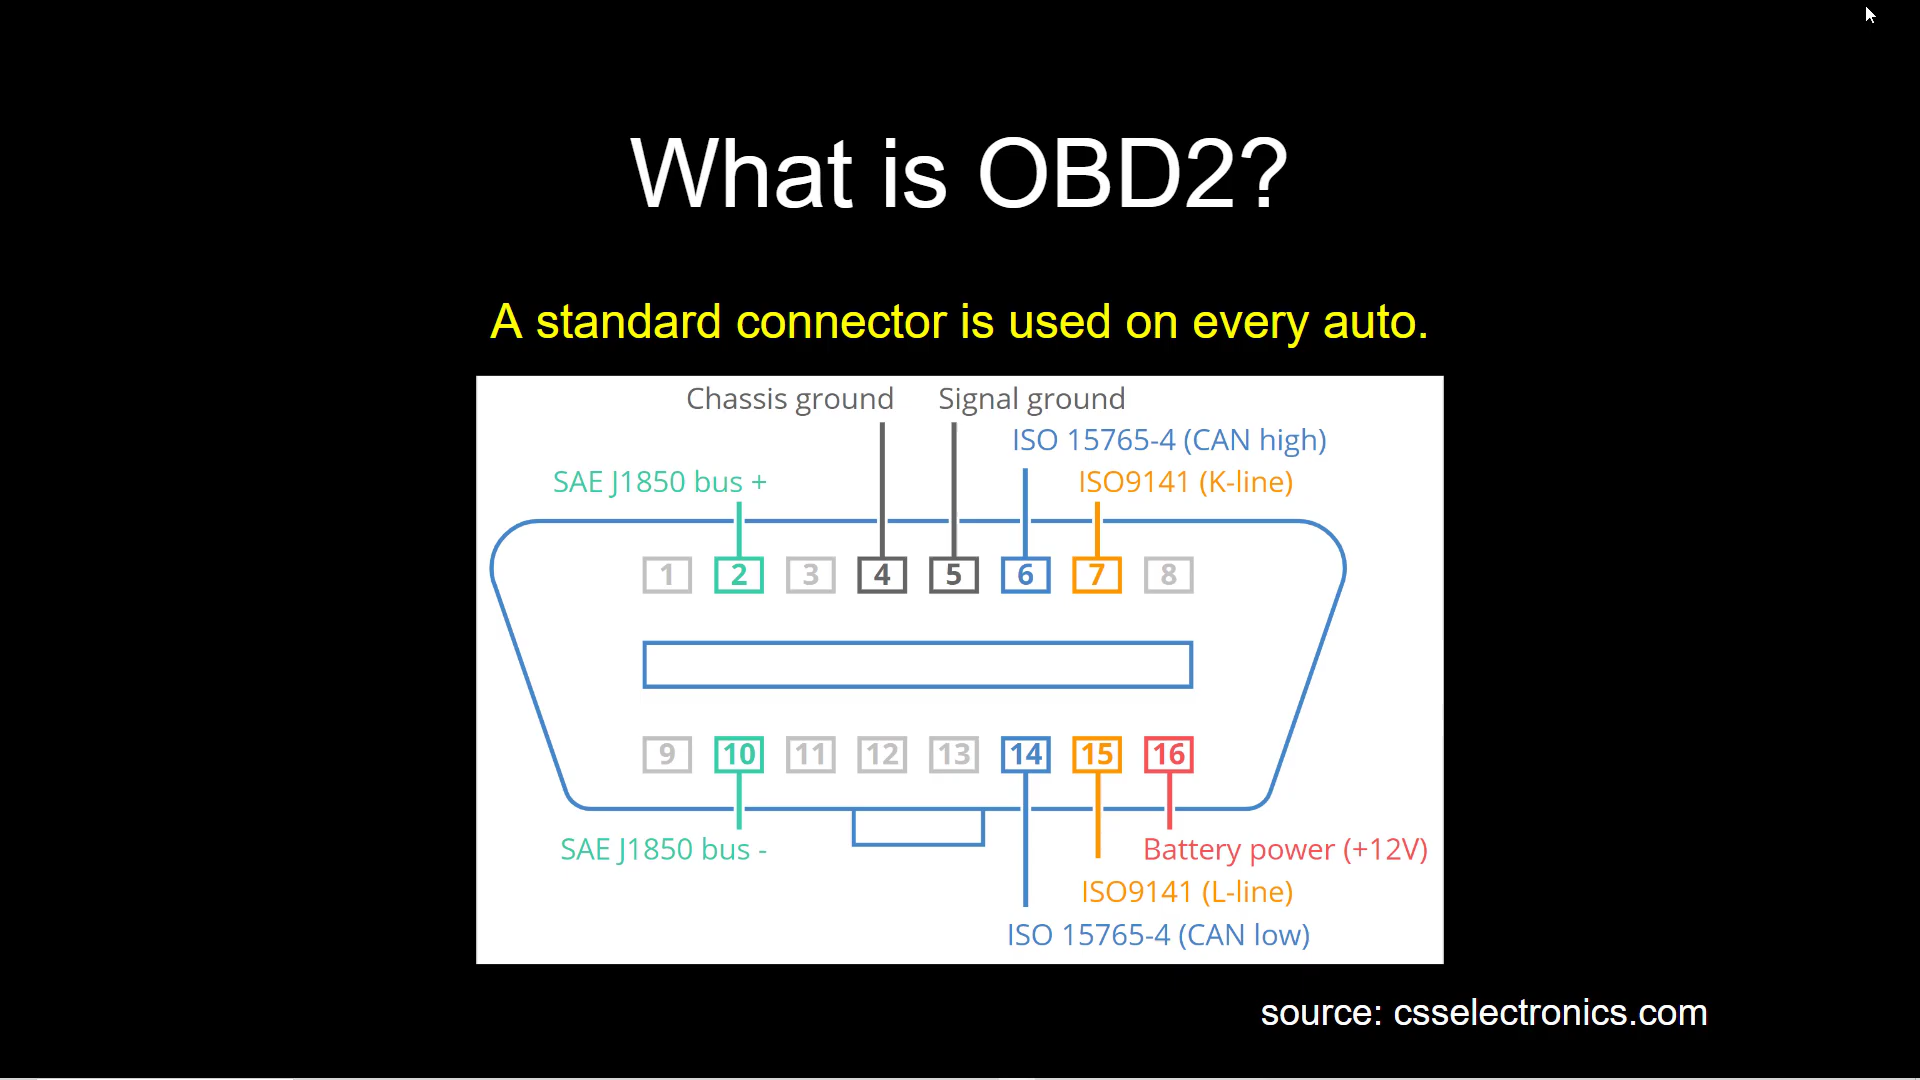 What is OBD2?
A standard connector is used on every auto.
Chassis ground
Signal ground
ISO 15765-4 (CAN high)
SAE J1850 bus +
ISO9141 (K-line)
1 2 3 4 5 6 7 8
9 10 11 12 13 14 15 16
SAE J1850 bus -
Battery power (+12V)
ISO9141 (L-line)
ISO 15765-4 (CAN low)
source: csselectronics.com